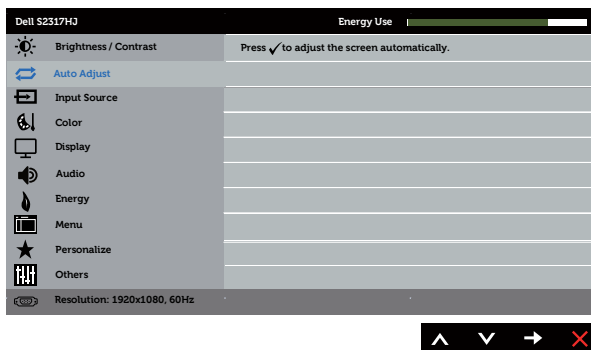 Dell S2317HJ
Energy Use
Brightness / Contrast
Press ✓ to adjust the screen automatically.
Auto Adjust
Input Source
Color
Display
Audio
Energy
Menu
Personalize
Others
Resolution: 1920x1080, 60Hz